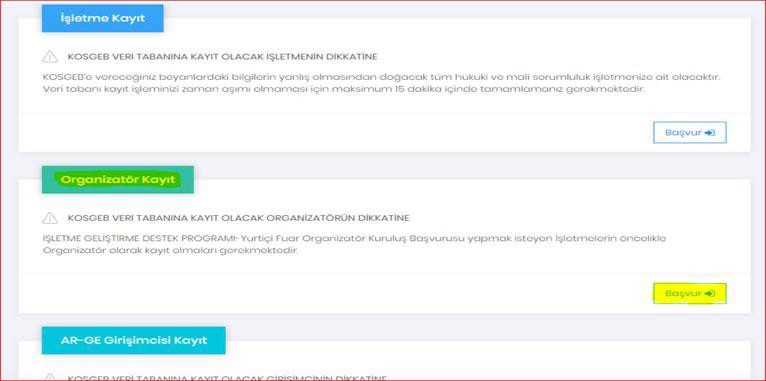 İşletme Kayıt
KOSGEB VERİ TABANINA KAYIT OLACAK İŞLETMENİN DİKKATİNE
KOSGEB'e vereceğiniz beyanlardaki bilgilerin yanlış olmasından doğacak tüm hukuki ve mali sorumluluk işletmenize ait olacaktır.
Veri tabanı kayıt işleminizi zaman aşımı olmaması için maksimum 15 dakika içinde tamamlamanız gerekmektedir.
Başvur
Organizatör Kayıt
KOSGEB VERİ TABANINA KAYIT OLACAK ORGANİZATÖRÜN DİKKATİNE
İŞLETME GELİŞTİRME DESTEK PROGRAMI-Yurtiçi Fuar Organizatör Kuruluş Başvurusu yapmak isteyen İşletmelerin öncelikle
Organizatör olarak kayıt olmaları gerekmektedir.
Başvur
AR-GE Girişimcisi Kayıt
KOSGEB VERİ TABANINA KAYIT OLACAK GİRİŞİMCİNİN DİKKATİNE